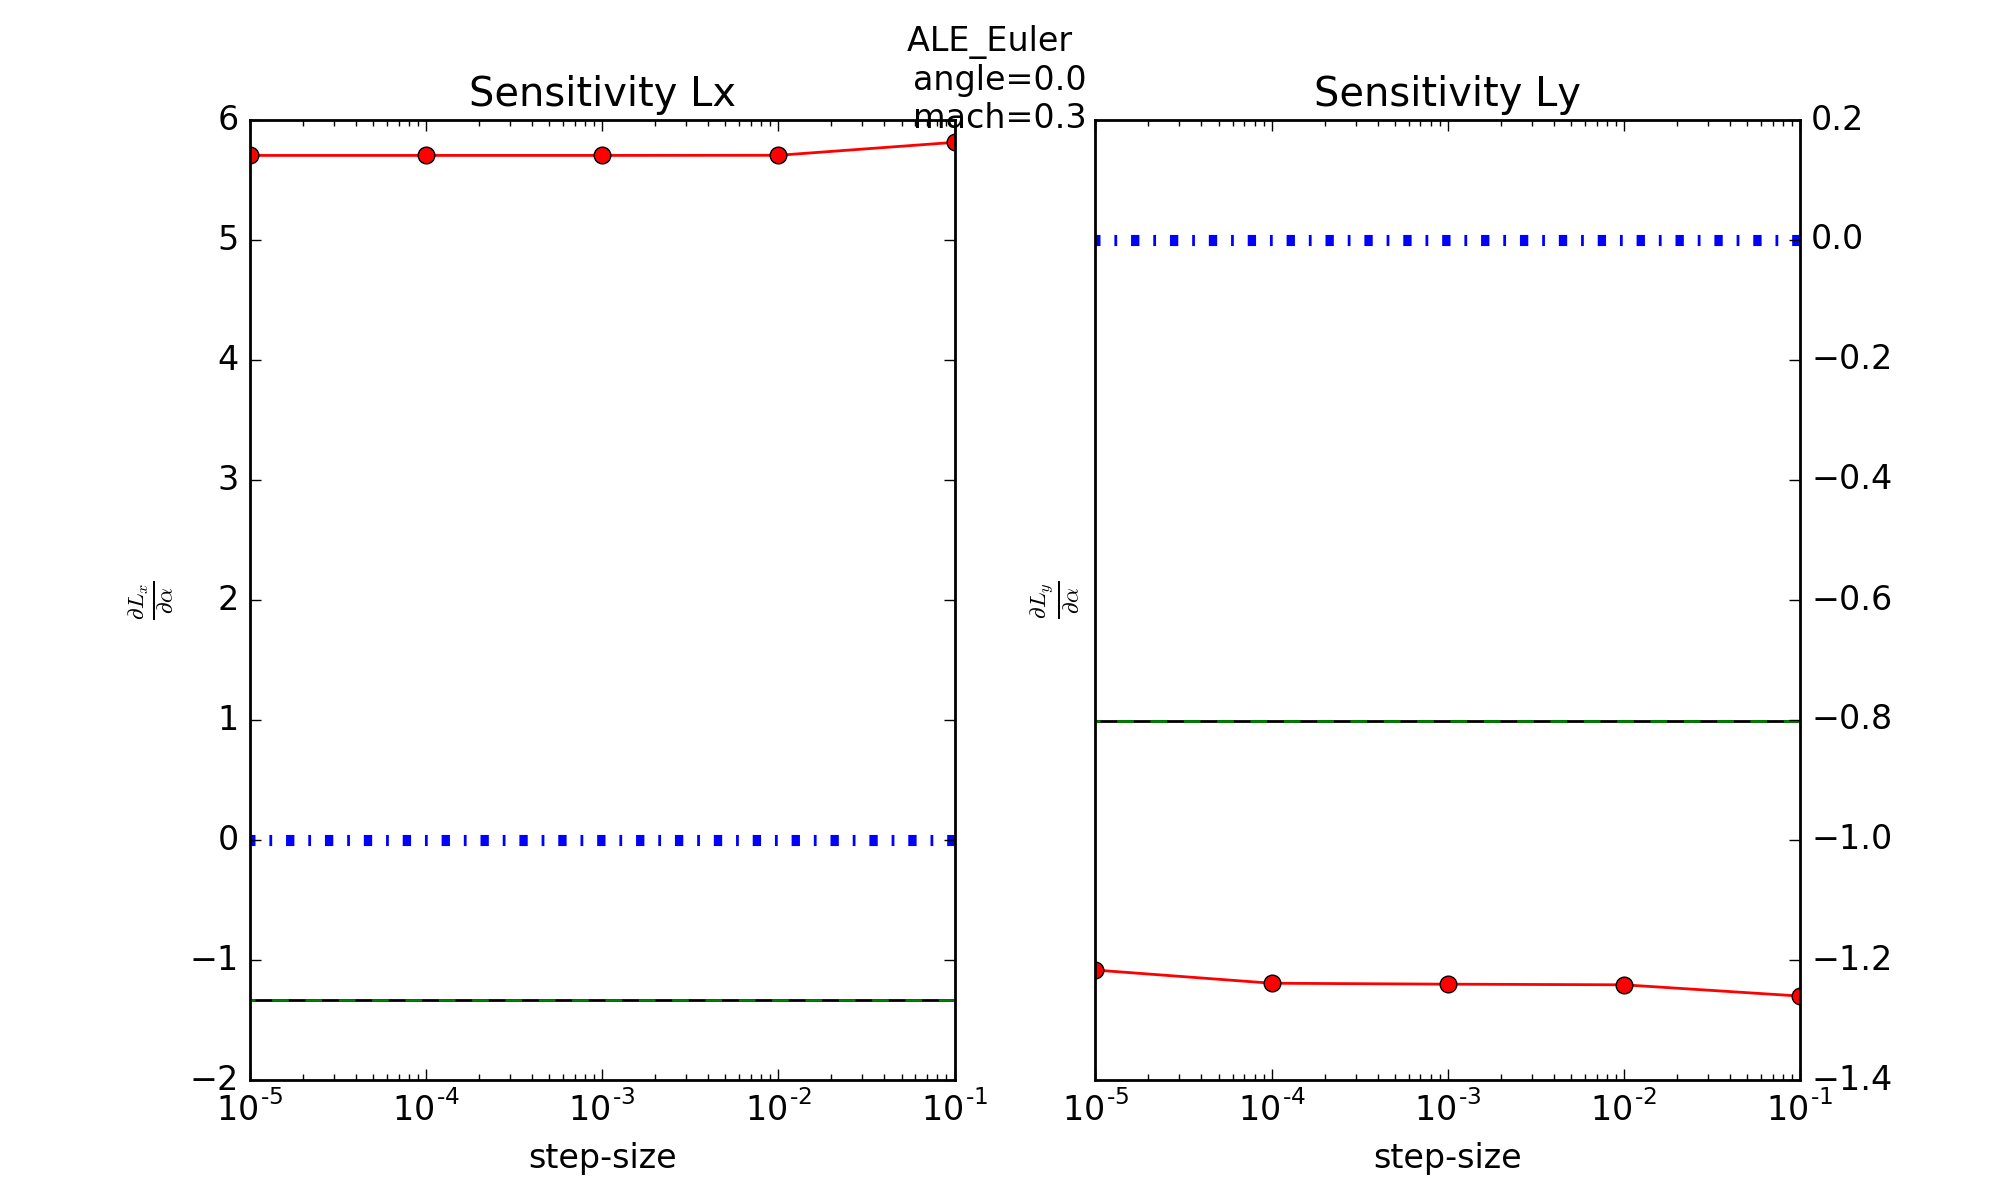 ALE_Euler
angle=0.0
mach=0.3
Sensitivity Lx
6
5
4
3
2
1
0
−1
−2
∂Lₓ/∂α
10⁻⁵ 10⁻⁴ 10⁻³ 10⁻² 10⁻¹
step-size
Sensitivity Ly
∂L_y/∂α
0.2
0.0
−0.2
−0.4
−0.6
−0.8
−1.0
−1.2
−1.4
10⁻⁵ 10⁻⁴ 10⁻³ 10⁻² 10⁻¹
step-size